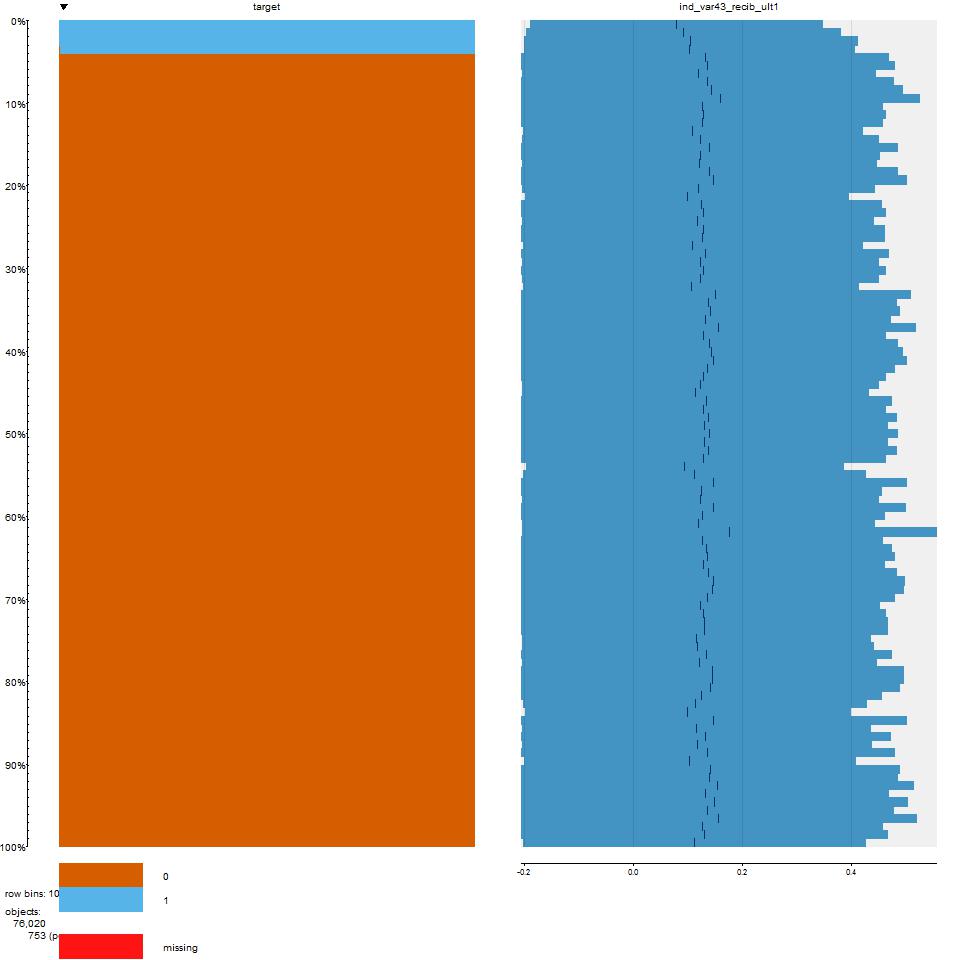 target
ind_var43_recib_ult1
0%
10%
20%
30%
40%
50%
60%
70%
80%
90%
100%
-0.2 0.0 0.2 0.4
0
row bins: 10
1
objects:
76,020
753 (p
missing